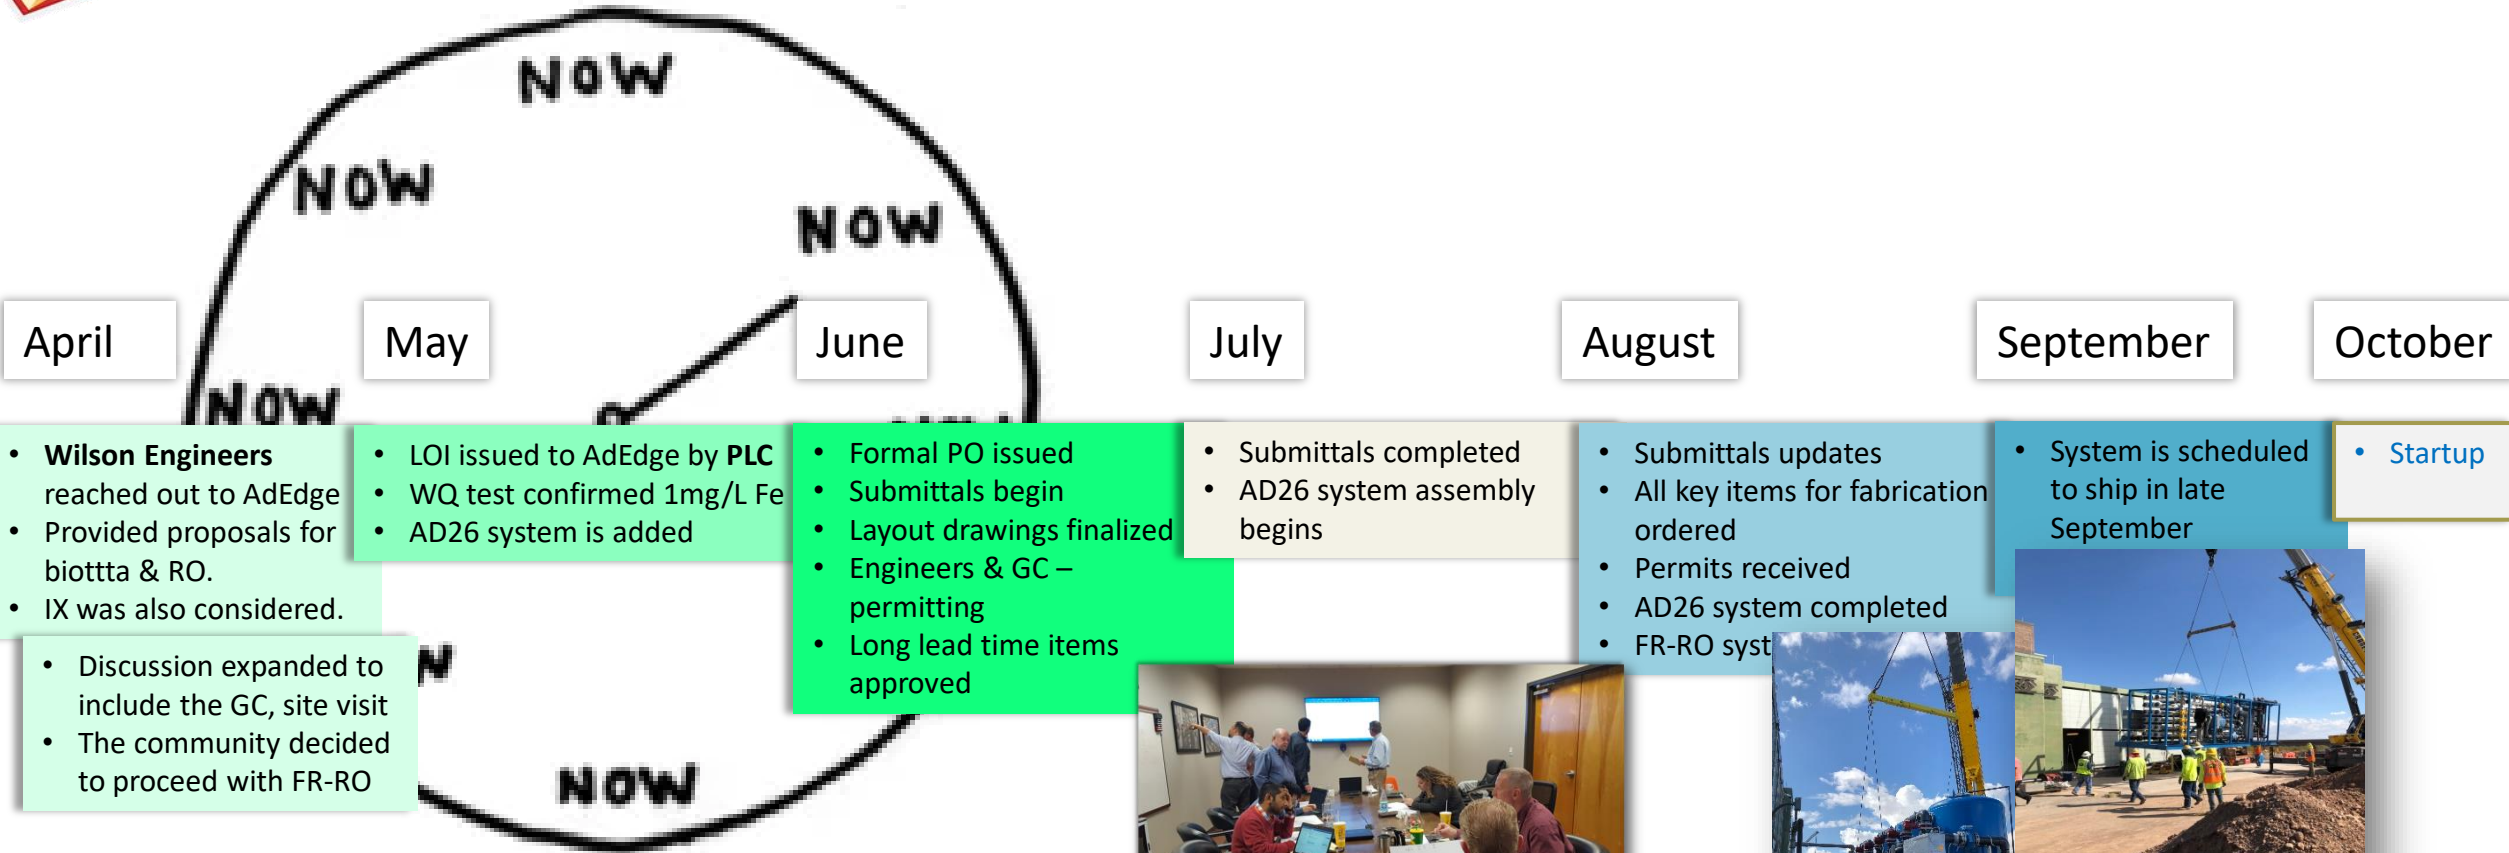 NOW
NOW
NOW
April
May
June
July
August
September
October
NOW
• Wilson Engineers
reached out to AdEdge
• Provided proposals for
biottta & RO.
• IX was also considered.
• Discussion expanded to
include the GC, site visit
• The community decided
to proceed with FR-RO
• LOI issued to AdEdge by PLC
• WQ test confirmed 1mg/L Fe
• AD26 system is added
• Formal PO issued
• Submittals begin
• Layout drawings finalized
• Engineers & GC –
permitting
• Long lead time items
approved
• Submittals completed
• AD26 system assembly
begins
• Submittals updates
• All key items for fabrication
ordered
• Permits received
• AD26 system completed
• FR-RO syst
• System is scheduled
to ship in late
September
• Startup
NOW